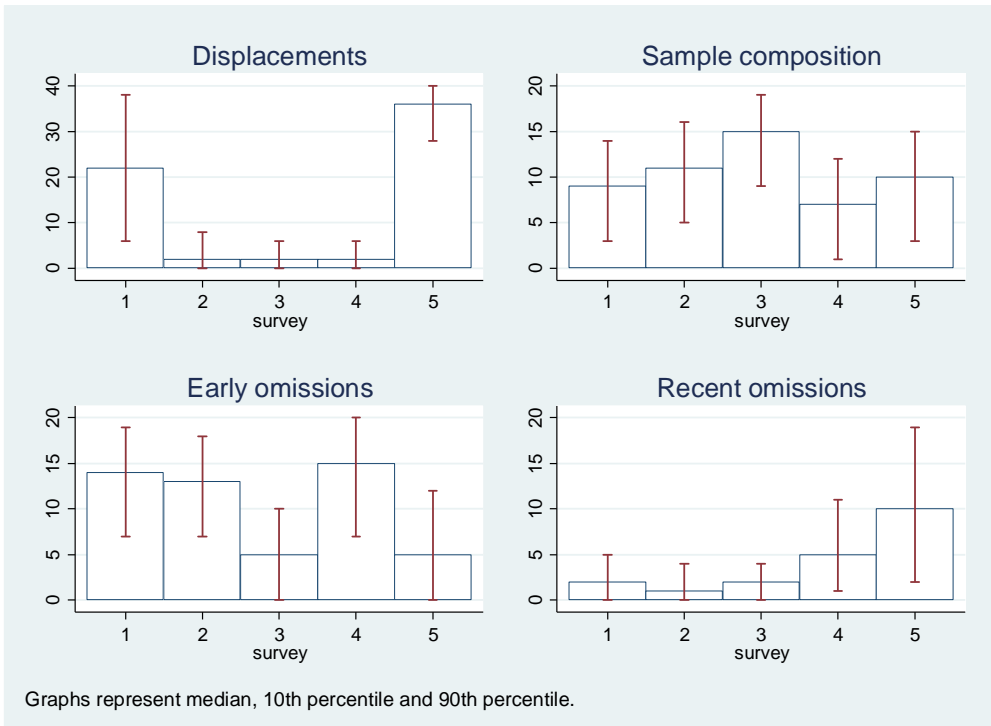 Displacements
40
30
20
10
0
1 2 3 4 5
survey
Sample composition
20
15
10
5
0
1 2 3 4 5
survey
Early omissions
20
15
10
5
0
1 2 3 4 5
survey
Recent omissions
20
15
10
5
0
1 2 3 4 5
survey
Graphs represent median, 10th percentile and 90th percentile.